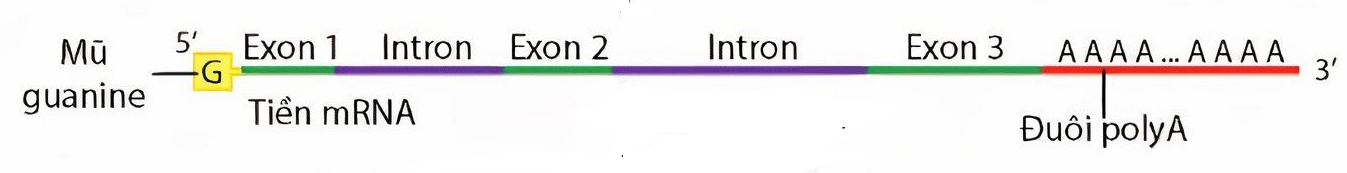 Mũ
guanine
5′
G
Exon 1
Intron
Exon 2
Intron
Exon 3
A A A A ... A A A A
3′
Tiền mRNA
Đuôi polyA